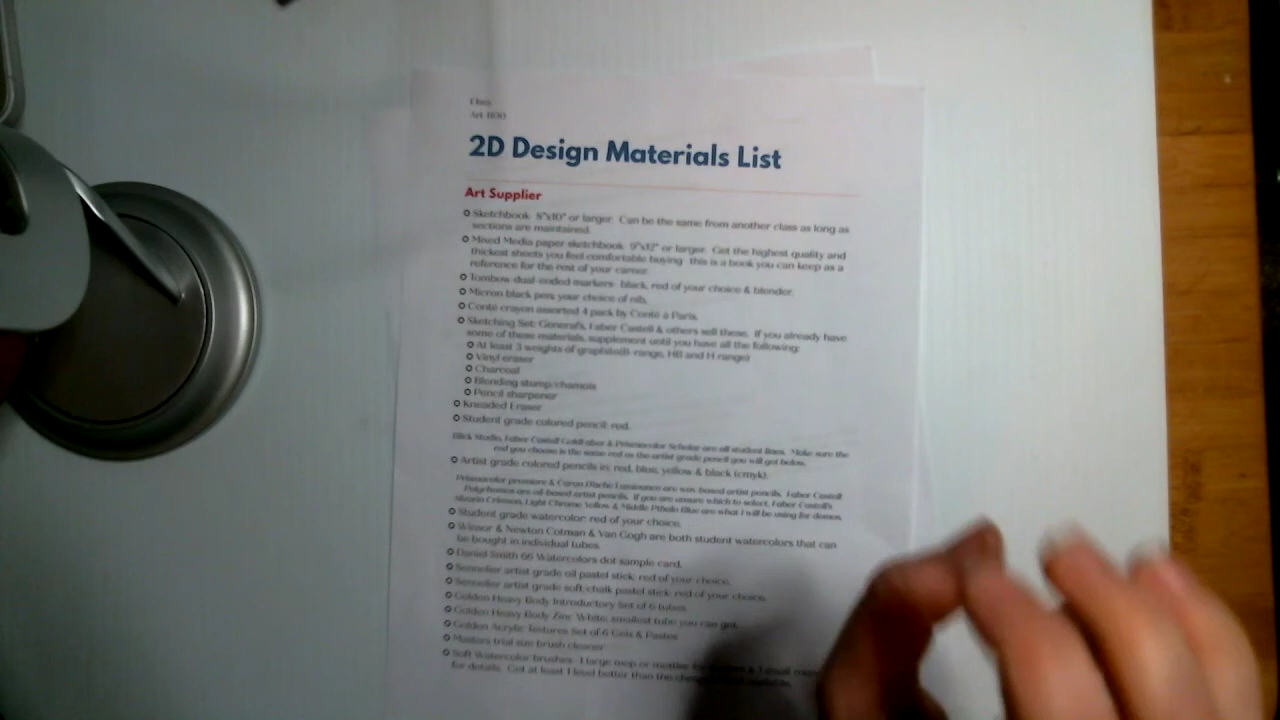 Art 1100
2D Design Materials List
Art Supplier
Sketchbook 8"x10" or larger. Can be the same from another class as long as
sections are maintained.
Mixed Media paper sketchbook 9"x12" or larger. Get the highest quality and
thickest sheets you feel comfortable buying this is a book you can keep as a
reference for the rest of your career.
Tombow dual-ended markers- black, red of your choice & blender.
Micron black pen: your choice of nib.
Conté crayon assorted 4 pack by Conté à Paris.
Sketching Set: General's, Faber Castell & others sell these. If you already have
some of these materials, supplement until you have all the following:
At least 3 weights of graphite(B range, HB and H range)
Vinyl eraser
Charcoal
Blending stump/chamois
Pencil sharpener
Kneaded Eraser
Student grade colored pencil: red.
Blick Studio, Faber Castell Goldfaber & Prismacolor Scholar are all student lines. Make sure the
red you choose is the same red as the artist grade pencil you will get below.
Artist grade colored pencils in: red, blue, yellow & black (cmyk).
Prismacolor premiere & Caran D'ache Luminance are wax based artist pencils. Faber Castell
Polychomos are oil-based artist pencils. If you are unsure which to select, Faber Castell's
Alizarin Crimson, Light Chrome Yellow & Middle Pthalo Blue are what I will be using for demos.
Student grade watercolor: red of your choice.
Winsor & Newton Cotman & Van Gogh are both student watercolors that can
be bought in individual tubes.
Daniel Smith 66 Watercolors dot sample card.
Sennelier artist grade oil pastel stick: red of your choice.
Sennelier artist grade soft/chalk pastel stick: red of your choice.
Golden Heavy Body Introductory Set of 6 tubes.
Golden Heavy Body Zinc White: smallest tube you can get.
Golden Acrylic Textures Set of 6 Gels & Pastes
Masters trial size brush cleaner
Soft Watercolor brushes- 1 large mop or mottler & 1 small
for details. Get at least 1 level better than the available.